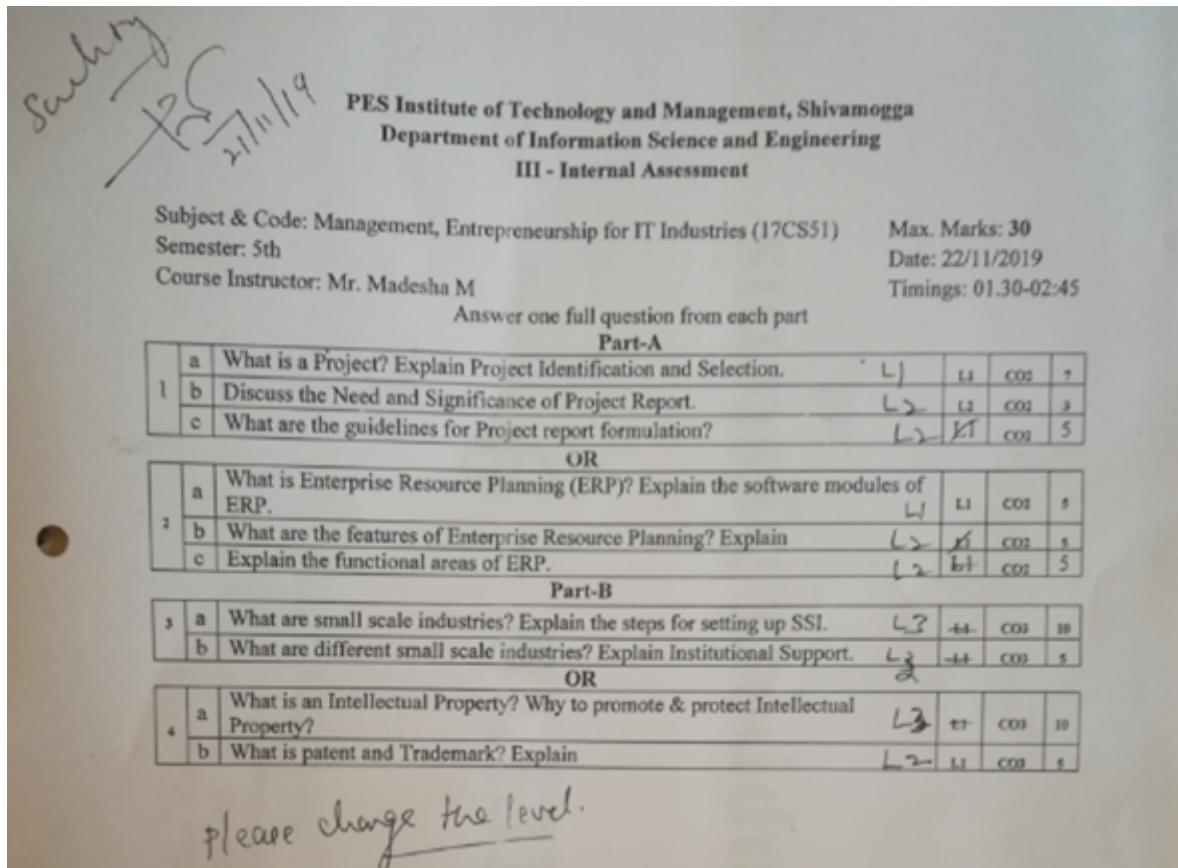 21/11/19
PES Institute of Technology and Management, Shivamogga
Department of Information Science and Engineering
III - Internal Assessment
Subject & Code: Management, Entrepreneurship for IT Industries (17CS51) Max. Marks: 30
Semester: 5th Date: 22/11/2019
Course Instructor: Mr. Madesha M Timings: 01.30-02:45
Answer one full question from each part
Part-A
1 a What is a Project? Explain Project Identification and Selection. L1 L1 CO2 7
b Discuss the Need and Significance of Project Report. L2 L2 CO2 3
c What are the guidelines for Project report formulation? L2 L1 CO2 5
OR
2 a What is Enterprise Resource Planning (ERP)? Explain the software modules of
ERP. L1 L1 CO2 5
b What are the features of Enterprise Resource Planning? Explain L2 CO2 5
c Explain the functional areas of ERP. L2 CO2 5
Part-B
3 a What are small scale industries? Explain the steps for setting up SSI. L3 CO3 10
b What are different small scale industries? Explain Institutional Support. CO3 5
OR
4 a What is an Intellectual Property? Why to promote & protect Intellectual
Property? L3 CO3 10
b What is patent and Trademark? Explain L2 L1 CO3 5
please change the level.